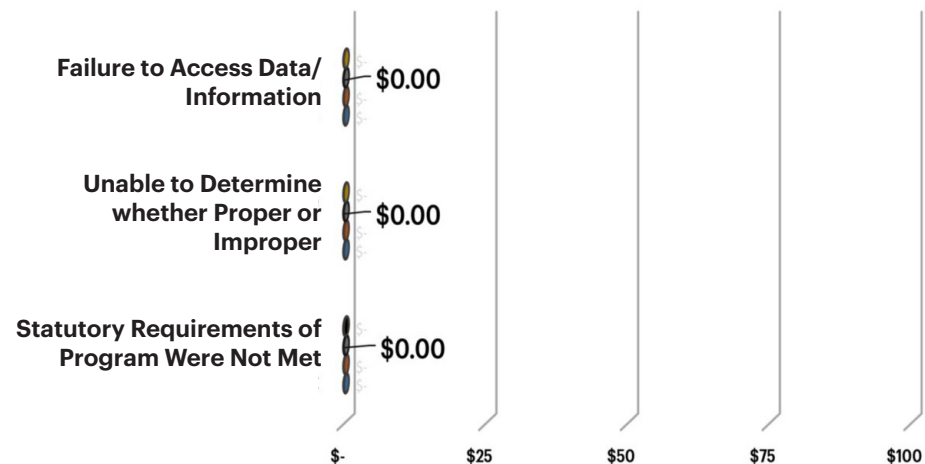 Failure to Access Data/
Information
$-
$0.00
$-
$-
Unable to Determine
whether Proper or
Improper
$-
$0.00
$-
$-
Statutory Requirements of
Program Were Not Met
$-
$0.00
$-
$-
$-
$25
$50
$75
$100